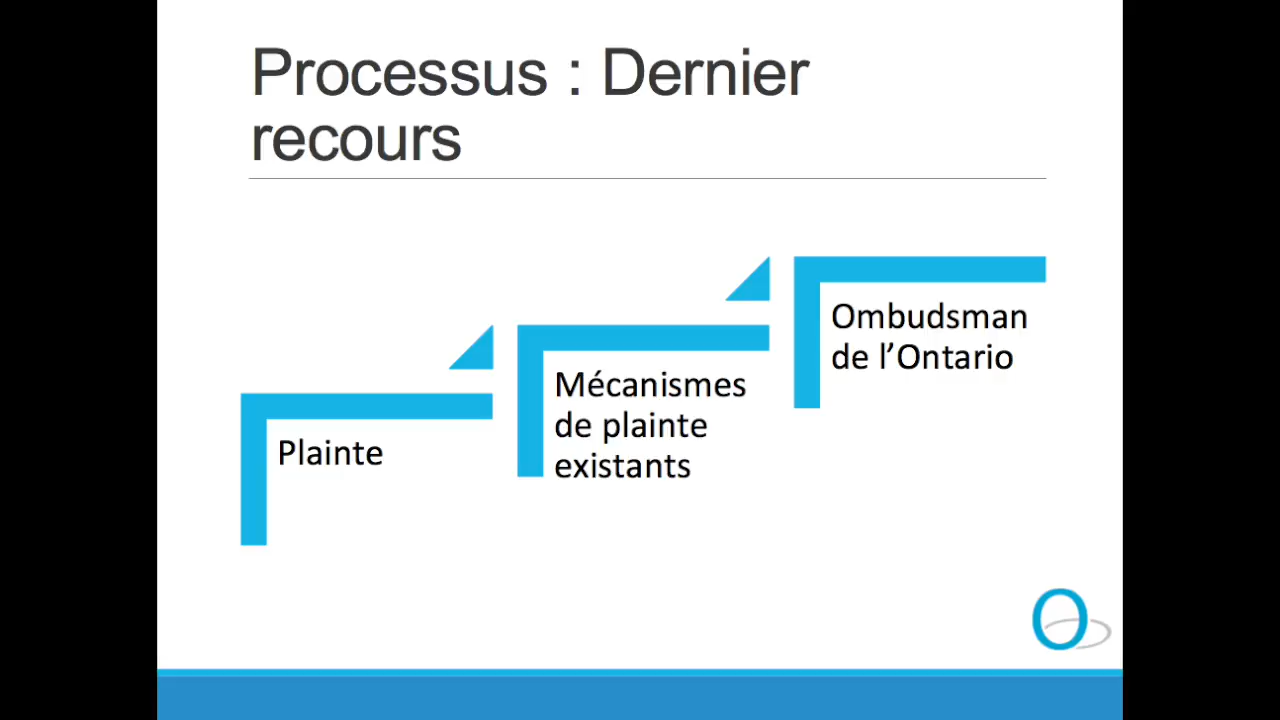 Processus : Dernier
recours
Plainte
Mécanismes
de plainte
existants
Ombudsman
de l’Ontario